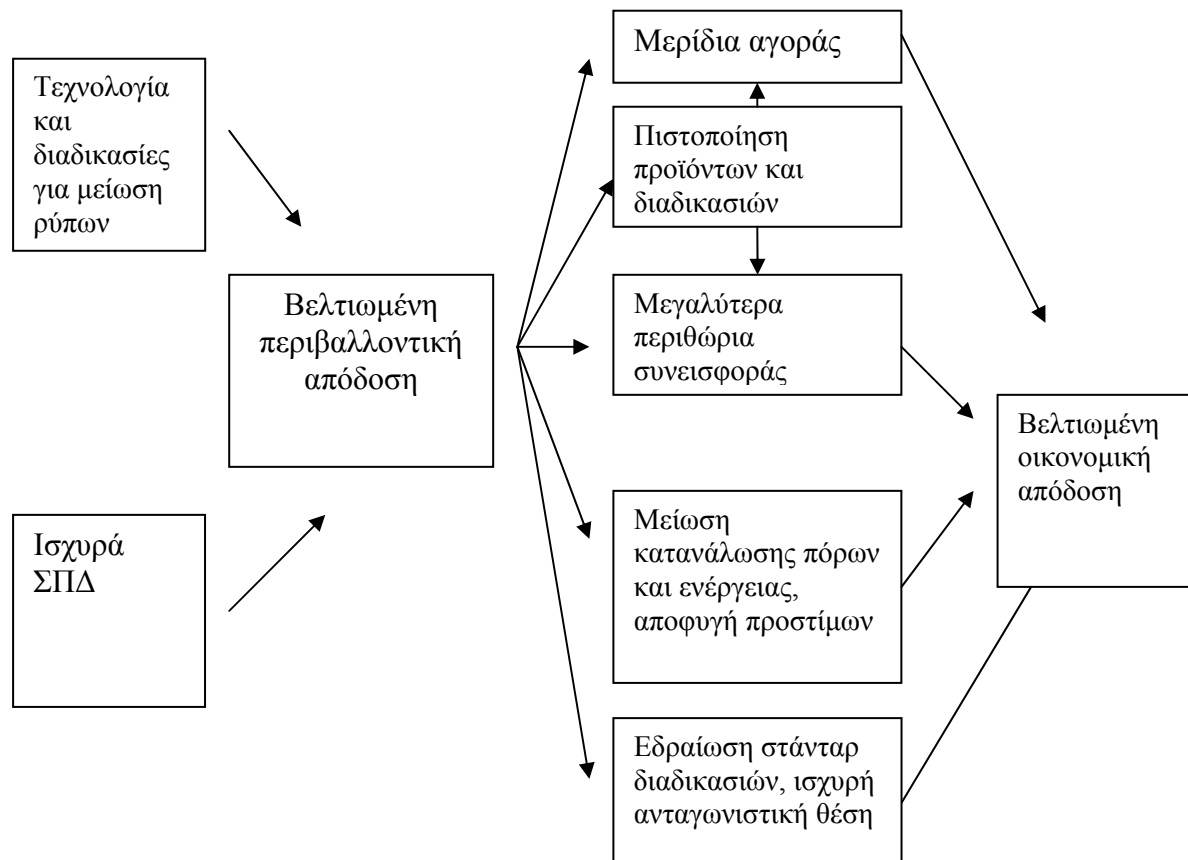 Τεχνολογία
και
διαδικασίες
για μείωση
ρύπων
Ισχυρά
ΣΠΔ
Βελτιωμένη
περιβαλλοντική
απόδοση
Μερίδια αγοράς
Πιστοποίηση
προϊόντων και
διαδικασιών
Μεγαλύτερα
περιθώρια
συνεισφοράς
Μείωση
κατανάλωσης πόρων
και ενέργειας,
αποφυγή προστίμων
Εδραίωση στάνταρ
διαδικασιών, ισχυρή
ανταγωνιστική θέση
Βελτιωμένη
οικονομική
απόδοση